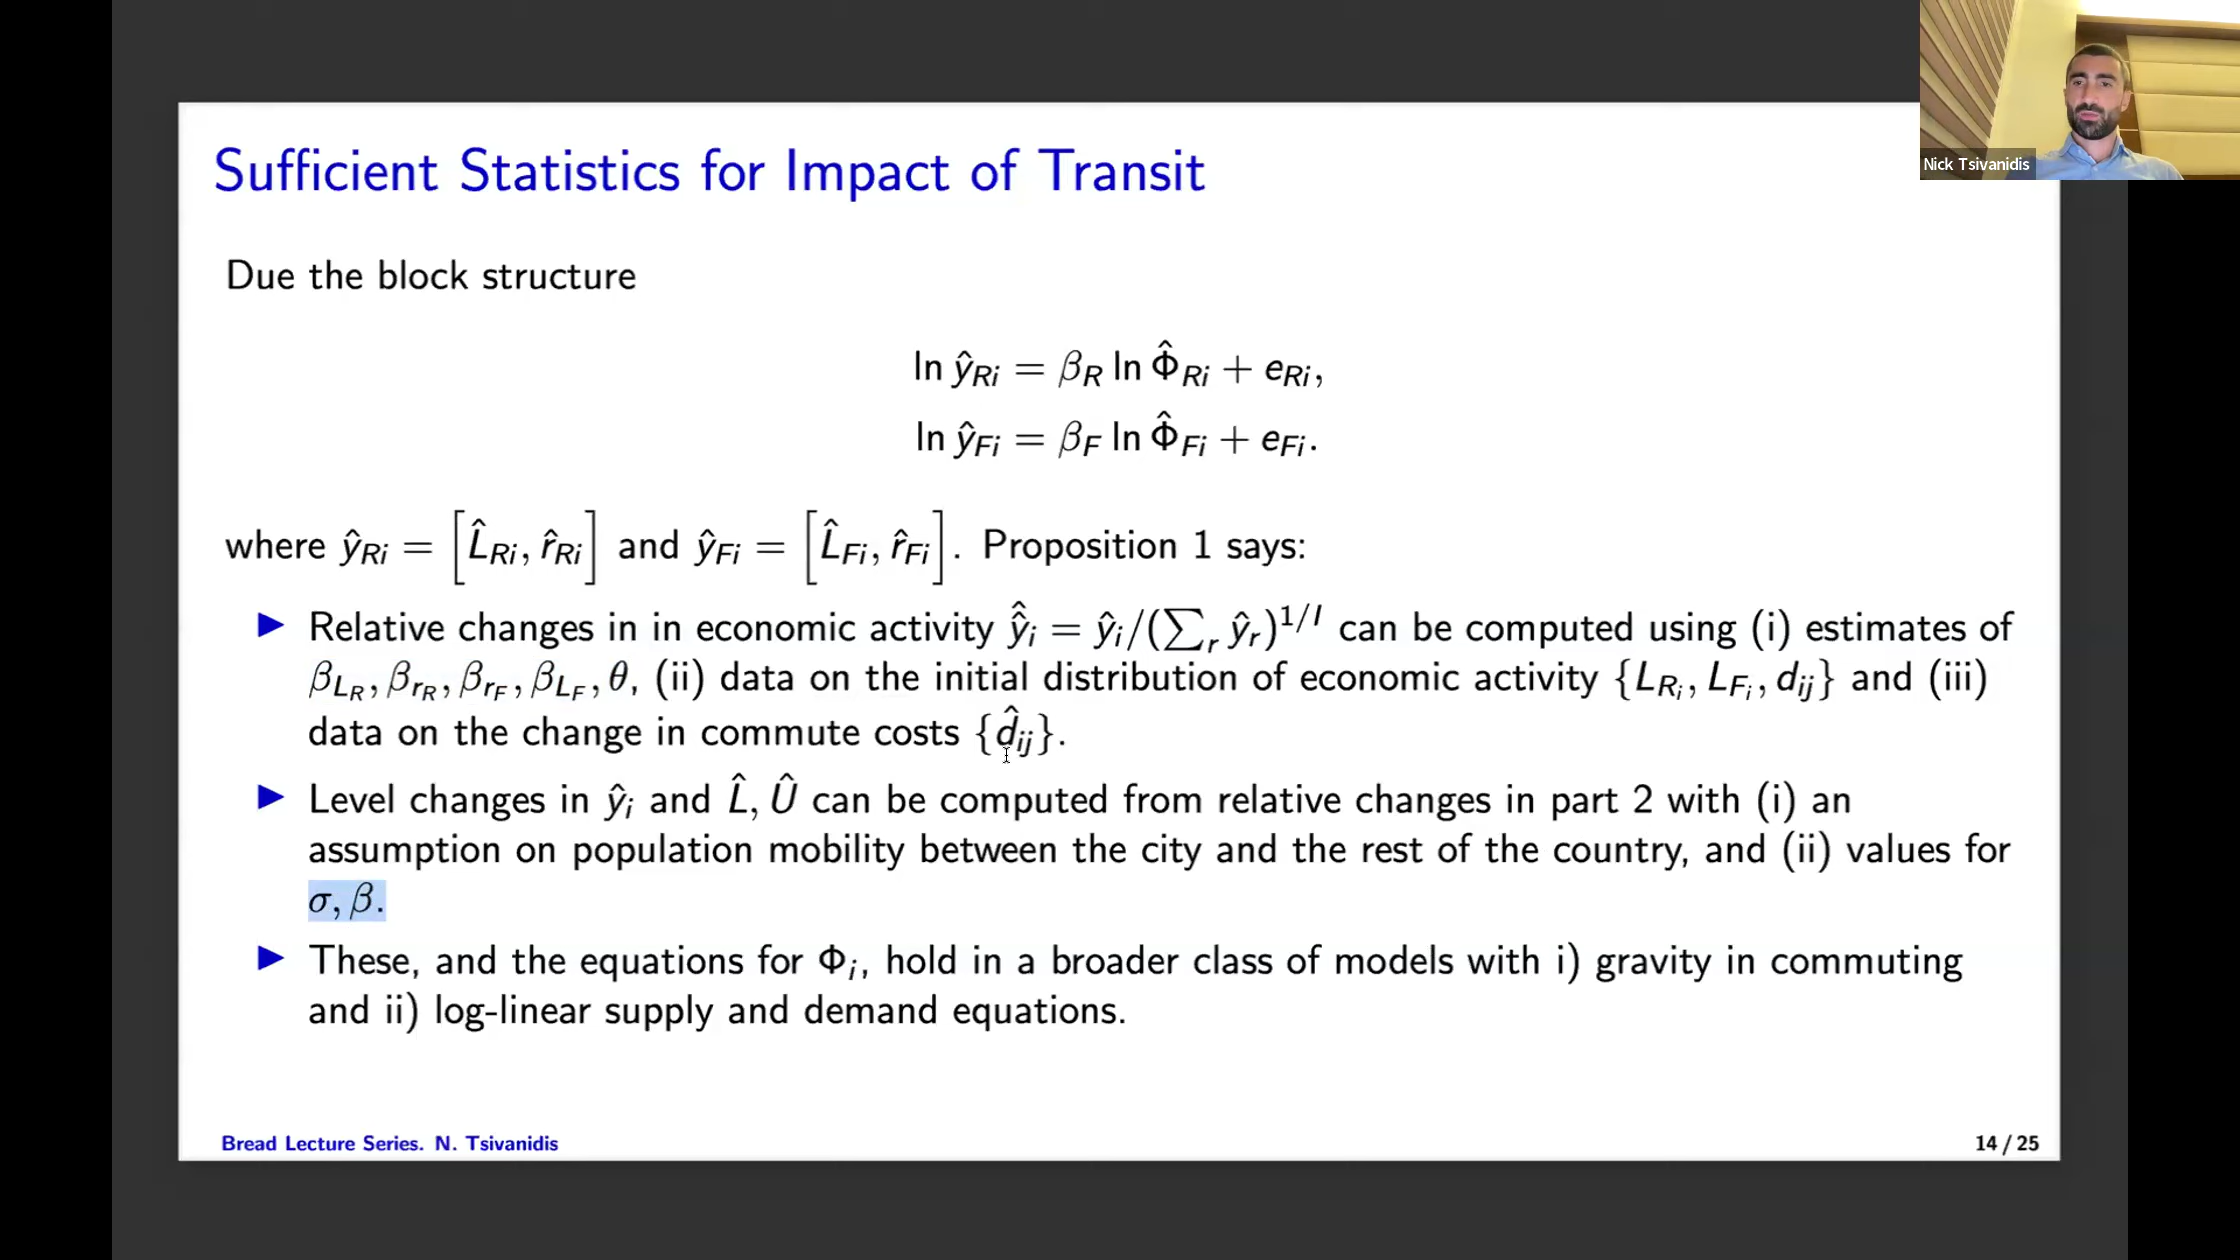 Nick Tsivanidis
Sufficient Statistics for Impact of Transit
Due the block structure
ln ŷ_Ri = β_R ln Φ̂_Ri + e_Ri,
ln ŷ_Fi = β_F ln Φ̂_Fi + e_Fi.
where ŷ_Ri = [L̂_Ri, r̂_Ri] and ŷ_Fi = [L̂_Fi, r̂_Fi]. Proposition 1 says:
▶ Relative changes in in economic activity ŷ̂_i = ŷ_i/(∑_r ŷ_r)^{1/I} can be computed using (i) estimates of
β_{L_R}, β_{r_R}, β_{r_F}, β_{L_F}, θ, (ii) data on the initial distribution of economic activity {L_{R_i}, L_{F_i}, d_ij} and (iii)
data on the change in commute costs {d̂_ij}.
▶ Level changes in ŷ_i and L̂, Û can be computed from relative changes in part 2 with (i) an
assumption on population mobility between the city and the rest of the country, and (ii) values for
σ, β.
▶ These, and the equations for Φ_i, hold in a broader class of models with i) gravity in commuting
and ii) log-linear supply and demand equations.
Bread Lecture Series. N. Tsivanidis
14 / 25